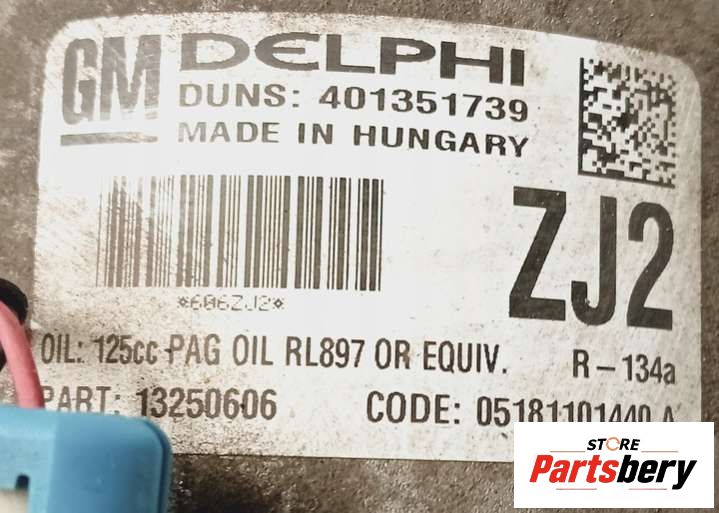 GM DELPHI
DUNS: 401351739
MADE IN HUNGARY
ZJ2
*606ZJ2*
OIL: 125cc PAG OIL RL897 OR EQUIV. R-134a
PART: 13250606 CODE: 05181101440 A
STORE
Partsbery